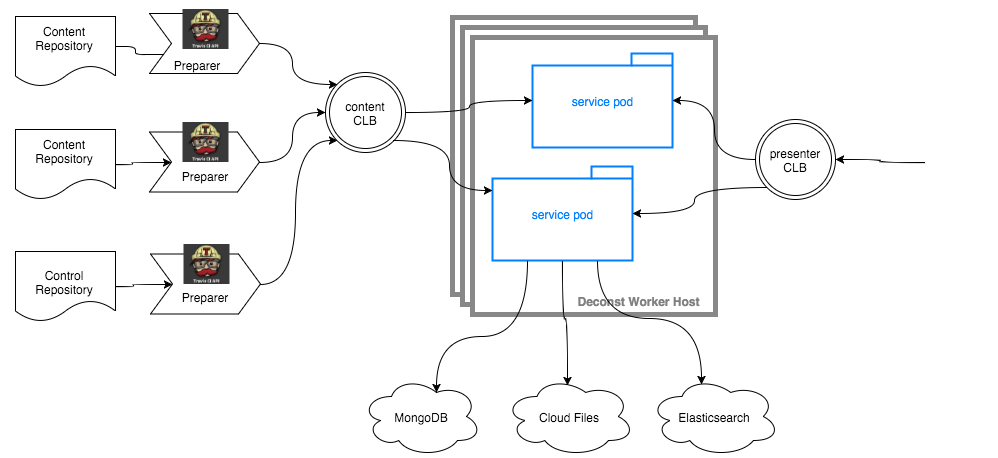 Content
Repository
Travis CI API
Preparer
Content
Repository
Travis CI API
Preparer
Control
Repository
Travis CI API
Preparer
content
CLB
service pod
service pod
Deconst Worker Host
presenter
CLB
MongoDB
Cloud Files
Elasticsearch